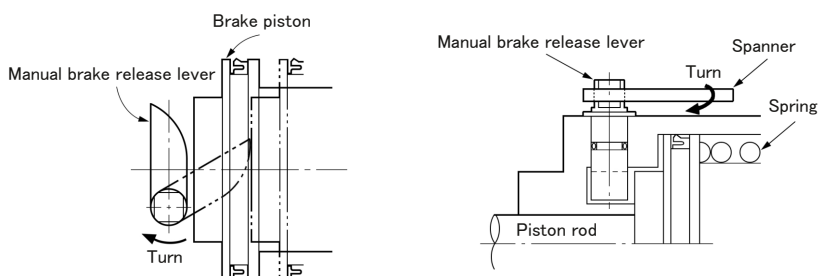 Brake piston
Manual brake release lever
Turn
Manual brake release lever
Spanner
Turn
Spring
Piston rod